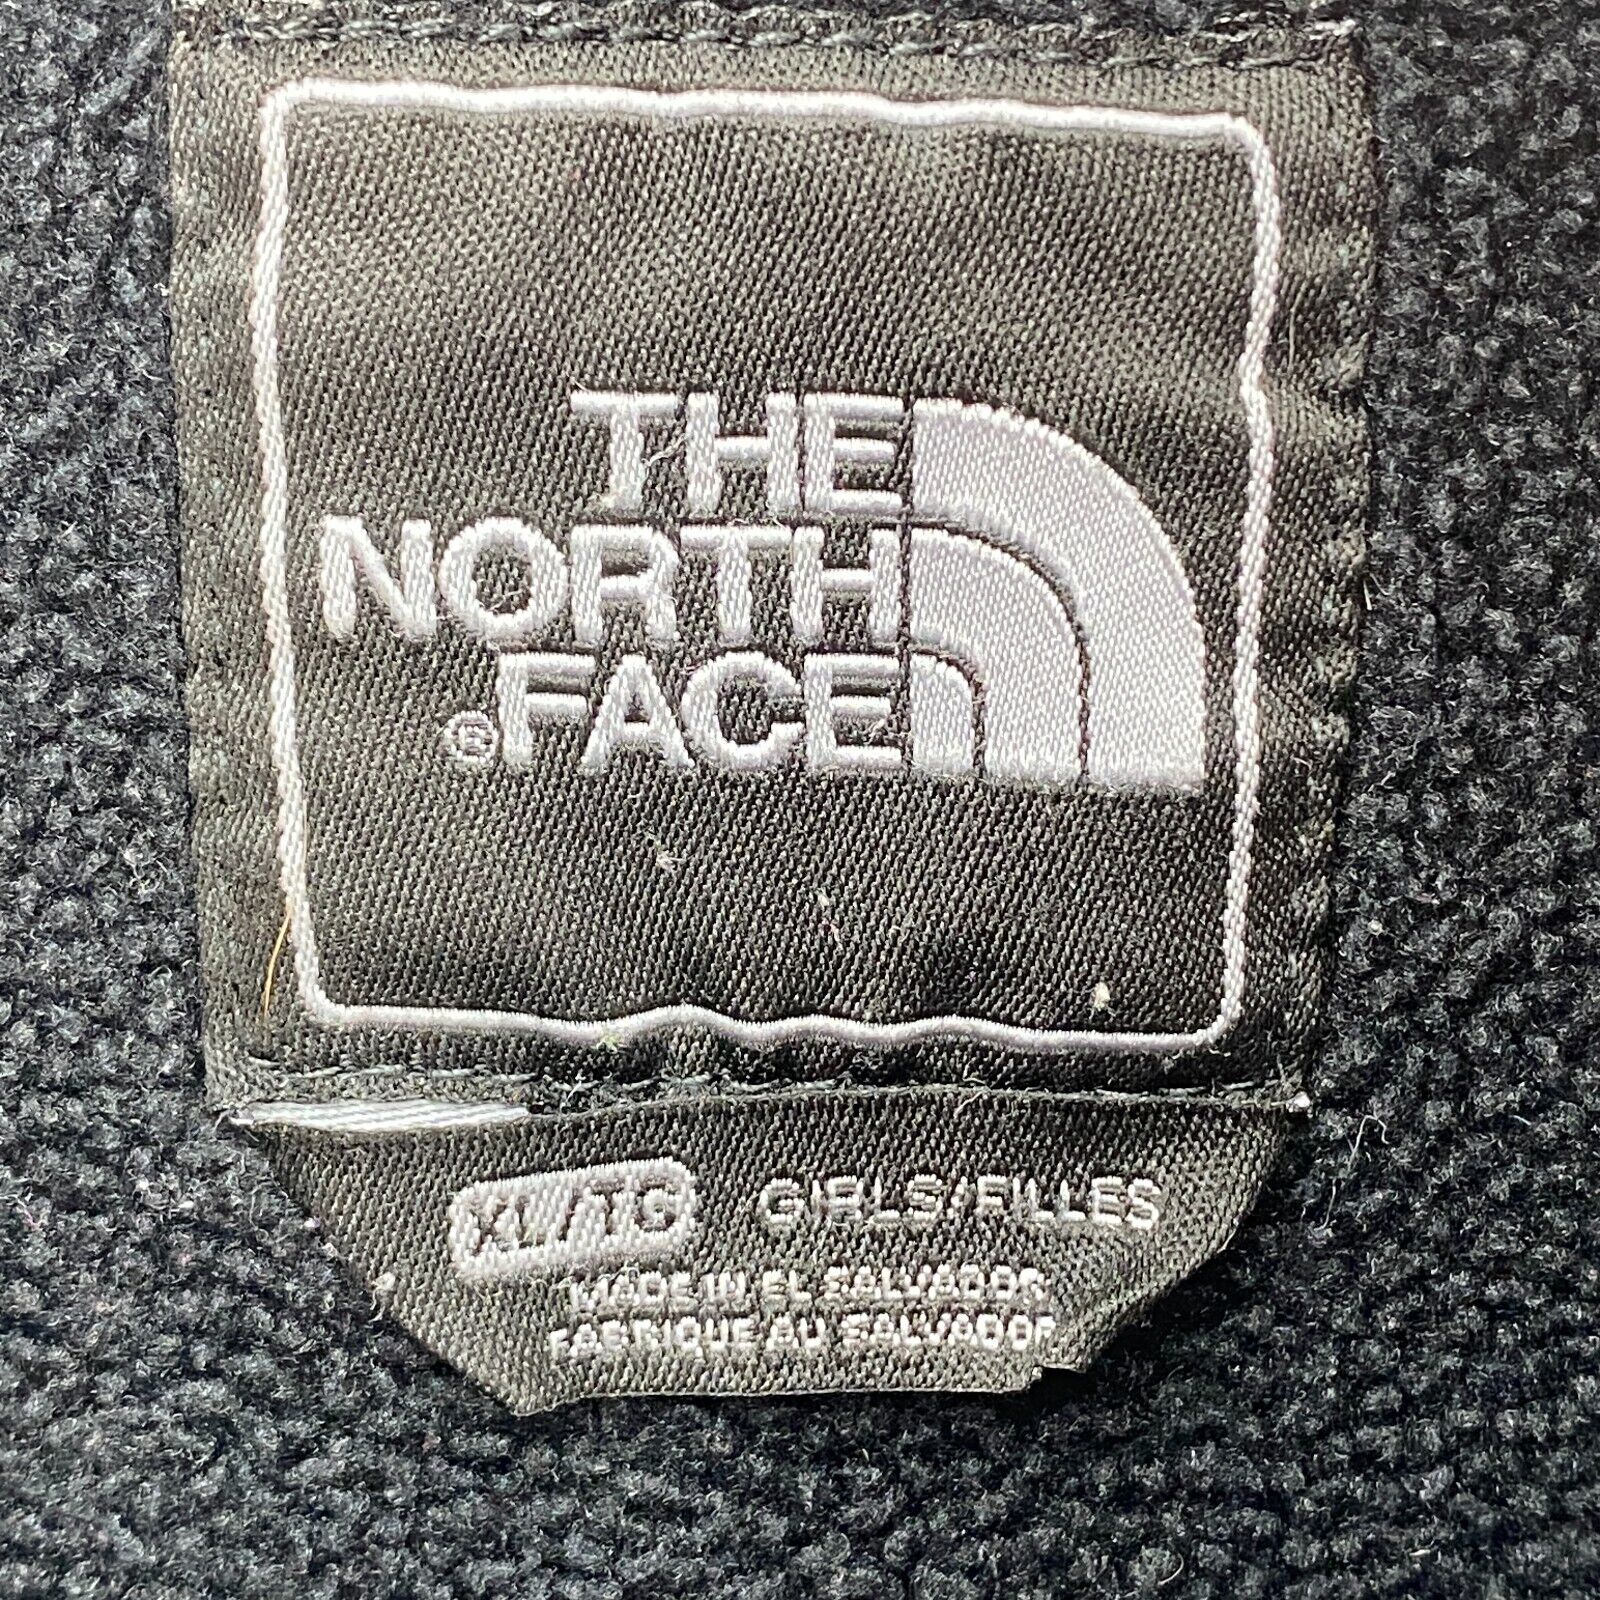 THE
NORTH
® FACE
XL/TG GIRLS/FILLES
MADE IN EL SALVADOR
FABRIQUE AU SALVADOR